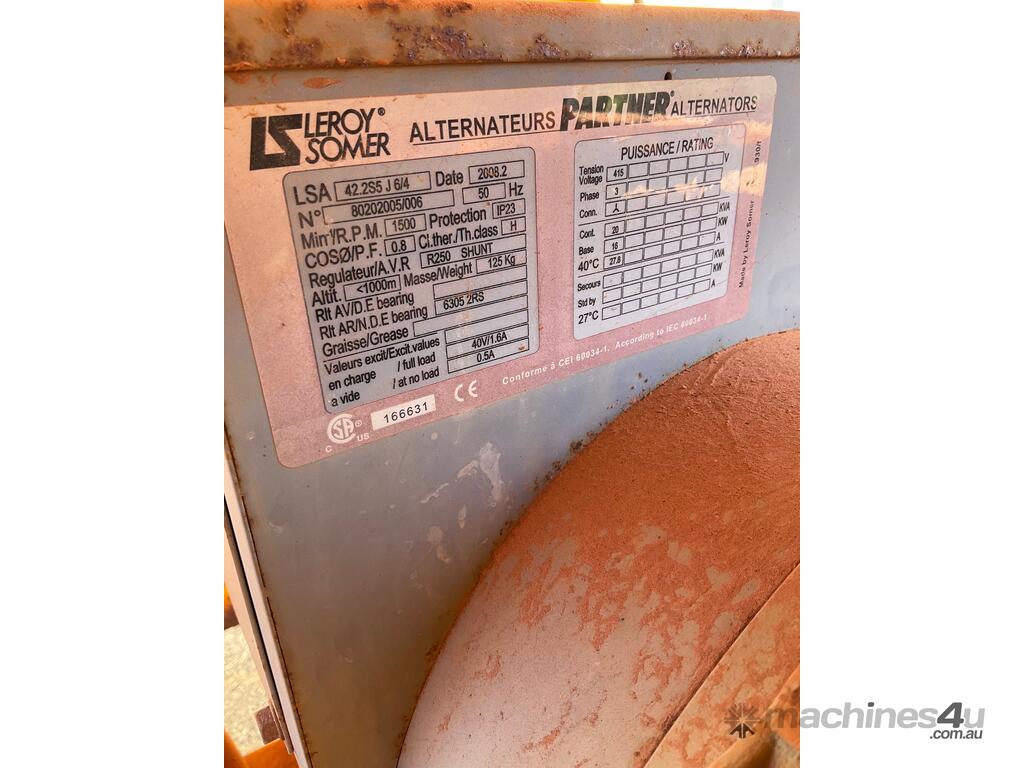 LEROY®
SOMER
ALTERNATEURS PARTNER® ALTERNATORS
LSA 42.2S5 J 6/4 Date 2008.2
N° 80202005/006 50 Hz
Min⁻¹/R.P.M. 1500 Protection IP23
COSØ/P.F. 0.8 Cl.ther./Th.class H
Regulateur/A.V.R R250 SHUNT
Altit. <1000m Masse/Weight 125 Kg
Rlt AV/D.E bearing
Rlt AR/N.D.E bearing 6305 2RS
Graisse/Grease
Valeurs excit/Excit.values
en charge / full load 40V/1.6A
a vide / at no load 0.5A
C CSA US
166631
CE
PUISSANCE / RATING
Tension
Voltage 415 V
Phase 3
Conn.
Cont. 20 KVA
Base 16 KW
40°C 27.8 A
Secours KVA
Std by KW
27°C A
Conforme à CEI 60034-1. According to IEC 60034-1
Made by Leroy Somer
machines4u
.com.au